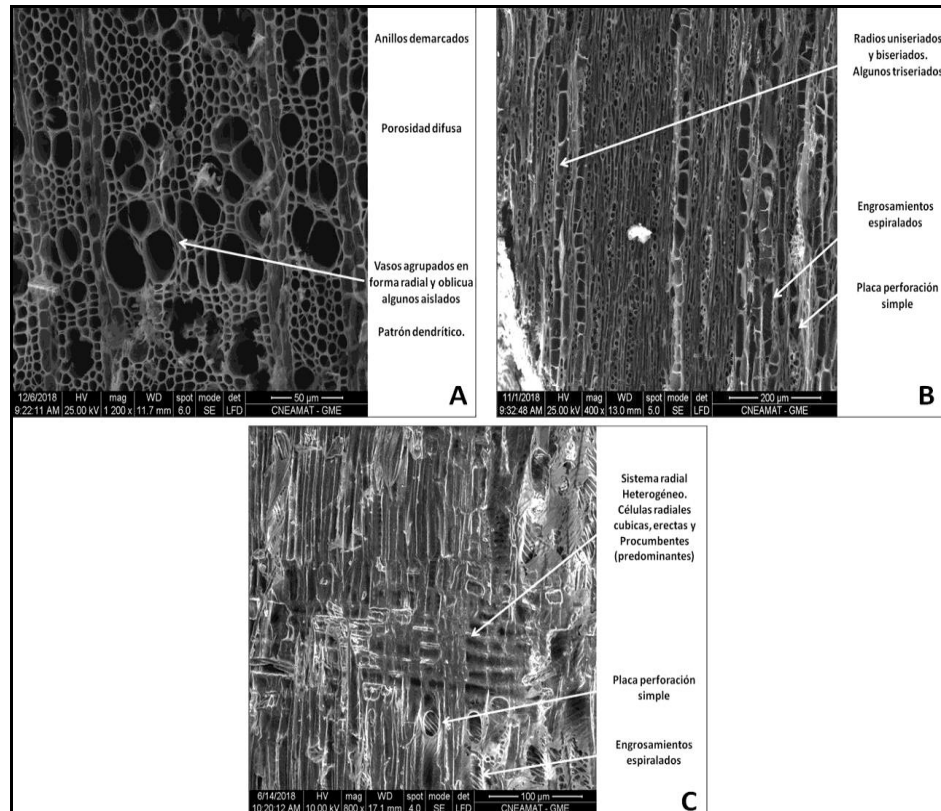 Anillos demarcados
Porosidad difusa
Vasos agrupados en
forma radial y oblicua
algunos aislados
Patrón dendrítico.
12/6/2018 HV mag WD spot mode det 50 µm
9:22:11 AM 25.00 kV 1 200 x 11.7 mm 6.0 SE LFD CNEAMAT - GME
A
Radios uniseriados
y biseriados.
Algunos triseriados
Engrosamientos
espiralados
Placa perforación
simple
11/1/2018 HV mag WD spot mode det 200 µm
9:32:48 AM 25.00 kV 400 x 13.0 mm 5.0 SE LFD CNEAMAT - GME
B
Sistema radial
Heterogéneo.
Células radiales
cubicas, erectas y
Procumbentes
(predominantes)
Placa perforación
simple
Engrosamientos
espiralados
6/14/2018 HV mag WD spot mode det 100 µm
10:20:12 AM 10.00 kV 800 x 17.1 mm 4.0 SE LFD CNEAMAT - GME
C